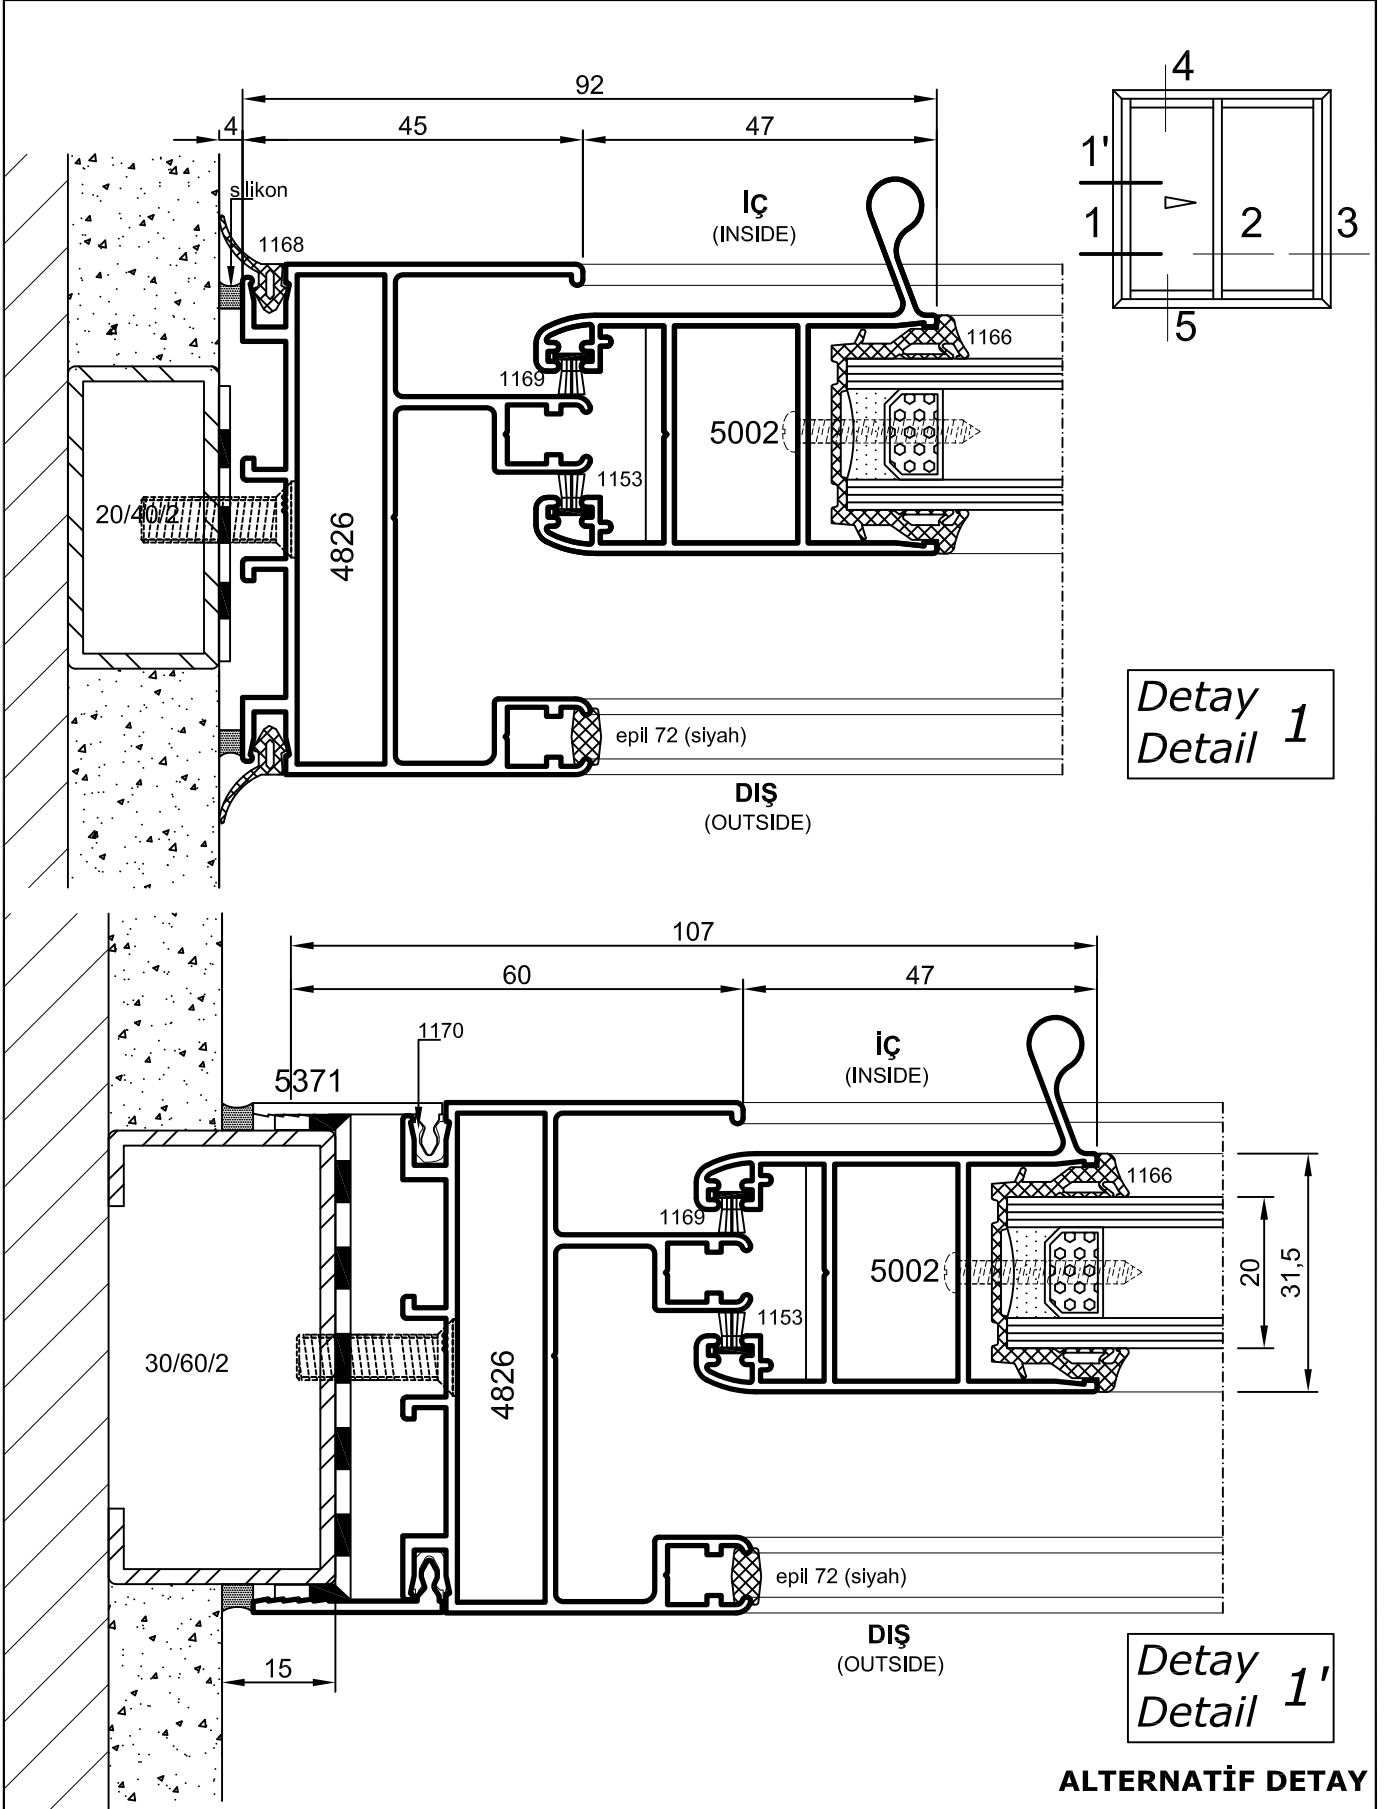 92
4
45
47
silikon
1168
İÇ
(INSIDE)
4
1'
1
2
3
5
1166
1169
5002
1153
20/40/2
4826
epil 72 (siyah)
DIŞ
(OUTSIDE)
Detay
Detail
1
107
60
47
1170
5371
İÇ
(INSIDE)
1166
1169
5002
1153
20
31,5
30/60/2
4826
epil 72 (siyah)
DIŞ
(OUTSIDE)
15
Detay
Detail
1'
ALTERNATİF DETAY